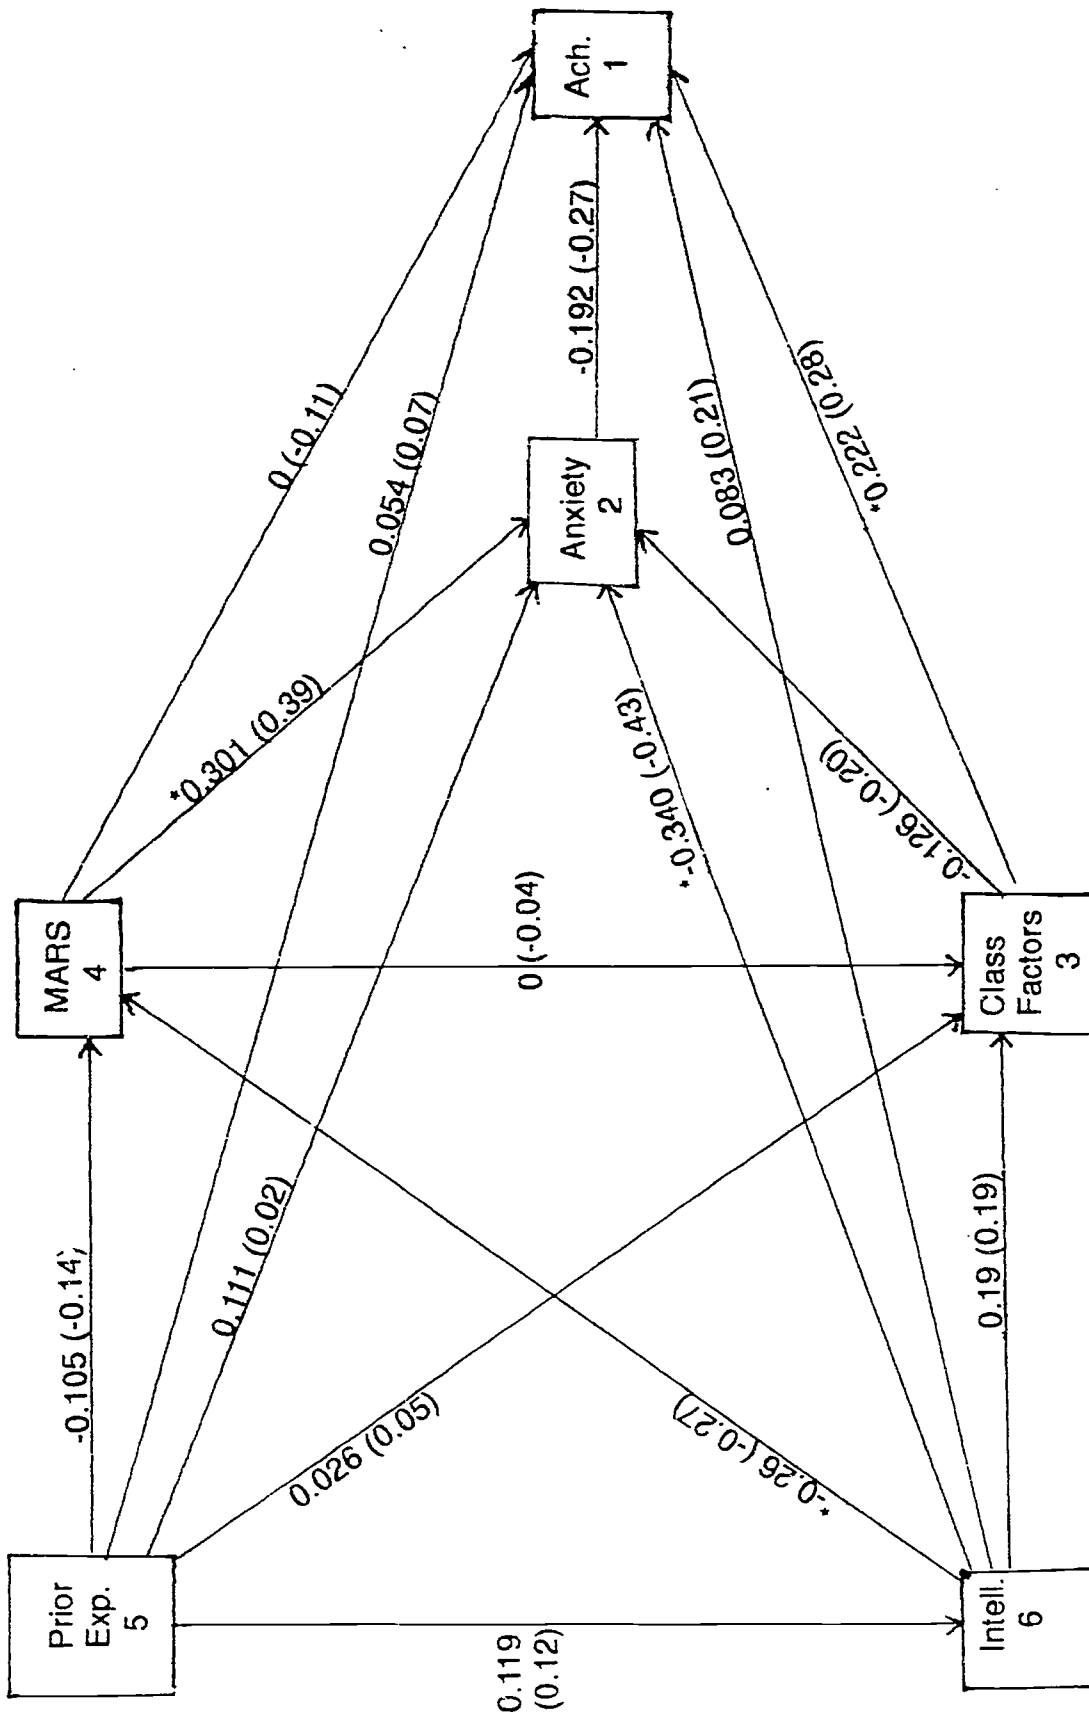 Prior
Exp.
5
-0.105 (-0.14)
MARS
4
0 (-0.11)
0.054 (0.07)
*0.301 (0.39)
0.111 (0.02)
0.026 (0.05)
0 (-0.04)
Anxiety
2
-0.192 (-0.27)
Ach.
1
0.119
(0.12)
*-0.26 (-0.27)
*-0.340 (-0.43)
0.083 (0.21)
-0.126 (-0.20)
*0.222 (0.28)
Intell.
6
0.19 (0.19)
Class
Factors
3